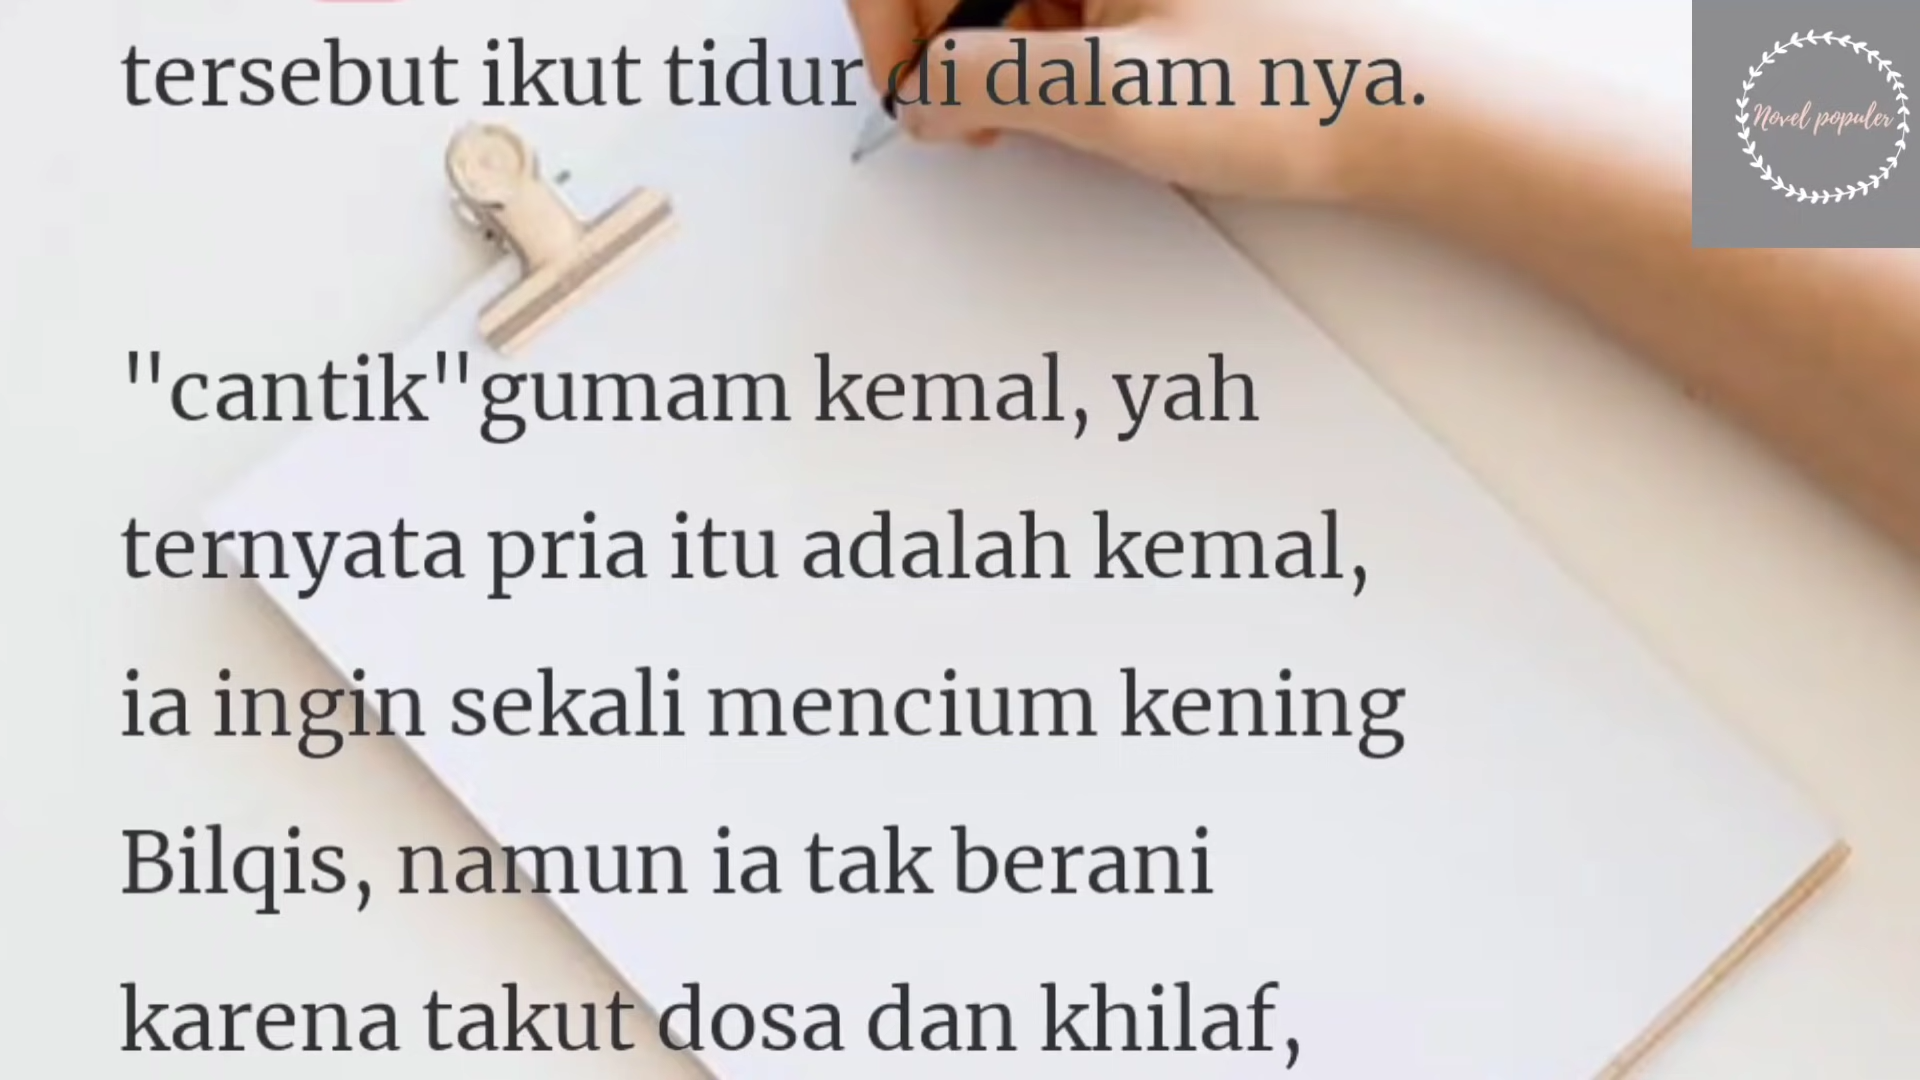 tersebut ikut tidur di dalam nya.
Novel populer
"cantik"gumam kemal, yah
ternyata pria itu adalah kemal,
ia ingin sekali mencium kening
Bilqis, namun ia tak berani
karena takut dosa dan khilaf,